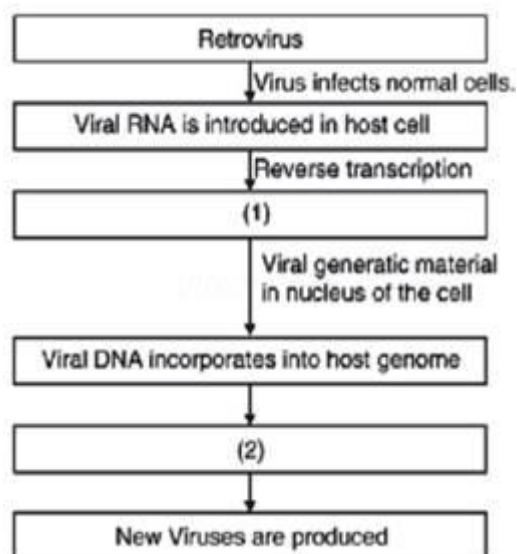 Retrovirus
Virus infects normal cells.
Viral RNA is introduced in host cell
Reverse transcription
(1)
Viral generatic material
in nucleus of the cell
Viral DNA incorporates into host genome
(2)
New Viruses are produced